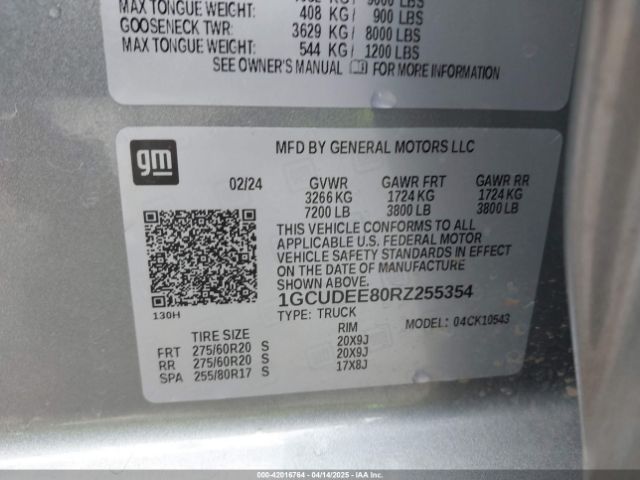 MAX TONGUE WEIGHT: 408 KG / 900 LBS
GOOSENECK TWR: 3629 KG / 8000 LBS
MAX TONGUE WEIGHT: 544 KG / 1200 LBS
SEE OWNER'S MANUAL FOR MORE INFORMATION
gm
MFD BY GENERAL MOTORS LLC
02/24 GVWR GAWR FRT GAWR RR
3266 KG 1724 KG 1724 KG
7200 LB 3800 LB 3800 LB
THIS VEHICLE CONFORMS TO ALL
APPLICABLE U.S. FEDERAL MOTOR
VEHICLE SAFETY STANDARDS IN EFFECT
ON THE DATE OF MANUFACTURE
SHOWN ABOVE.
1GCUDEE80RZ255354
130H
TYPE: TRUCK
MODEL: 04CK10543
TIRE SIZE RIM
FRT 275/60R20 S 20X9J
RR 275/60R20 S 20X9J
SPA 255/80R17 S 17X8J
000-42016764 - 04/14/2025 - IAA, Inc.